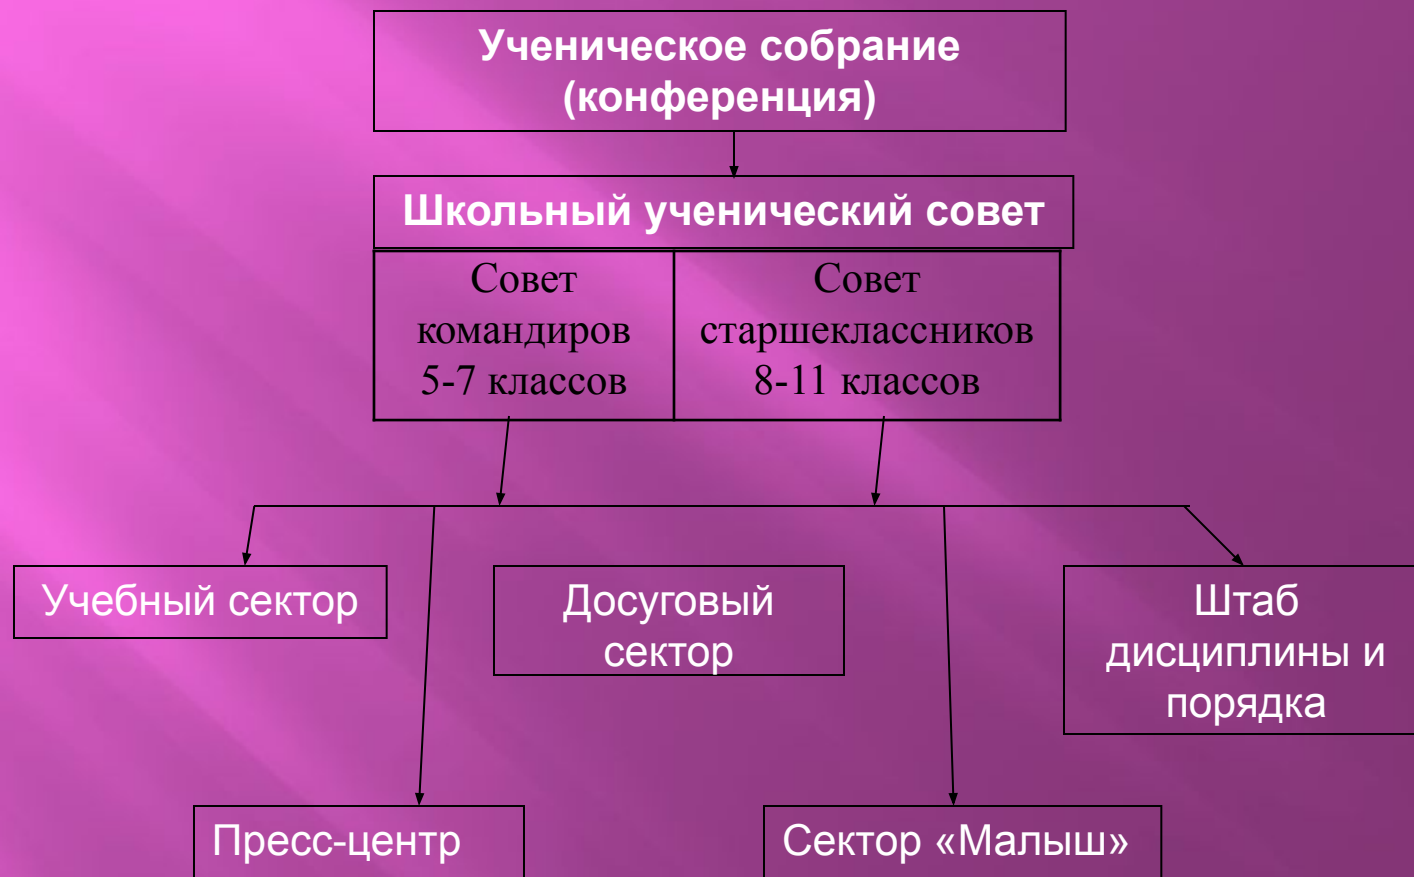 Ученическое собрание
(конференция)
Школьный ученический совет
Совет
командиров
5-7 классов
Совет
старшеклассников
8-11 классов
Учебный сектор
Досуговый
сектор
Штаб
дисциплины и
порядка
Пресс-центр
Сектор «Малыш»